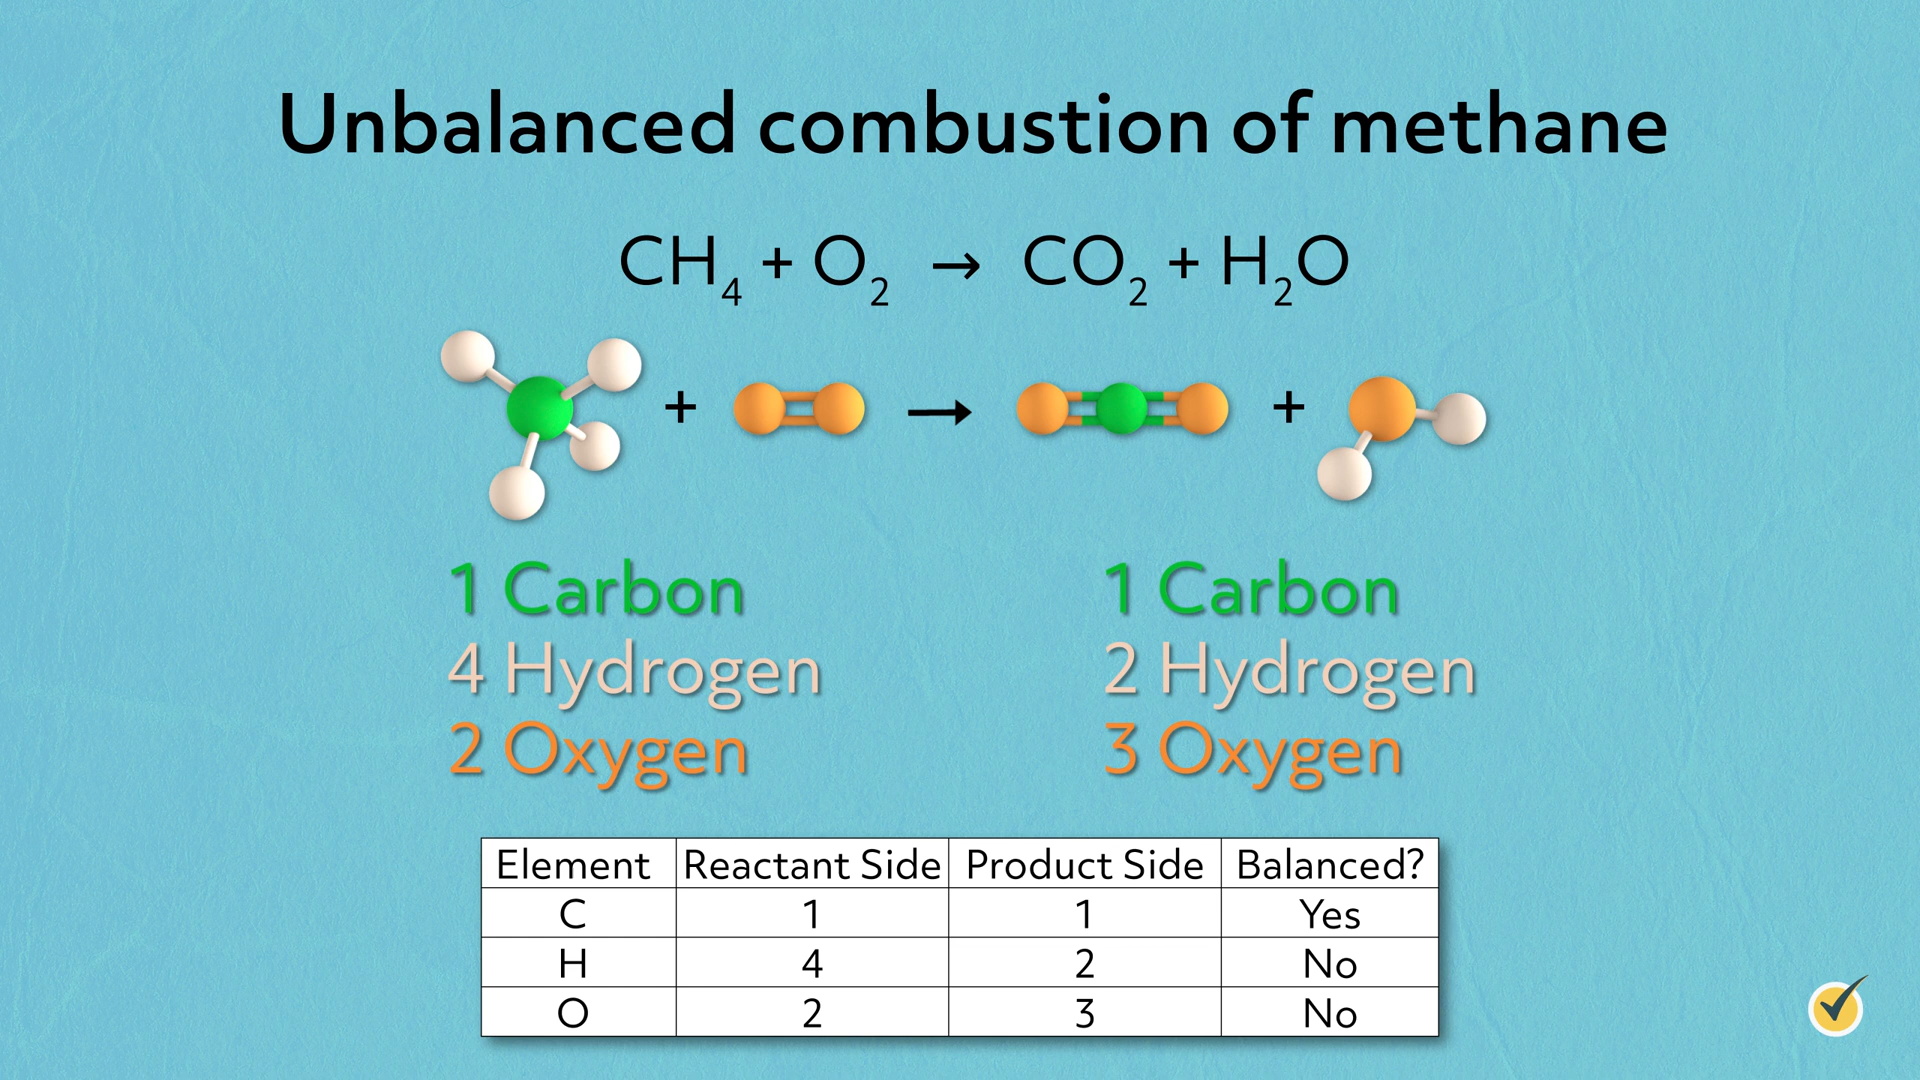 Unbalanced combustion of methane
CH₄ + O₂ → CO₂ + H₂O
+ → +
1 Carbon 1 Carbon
4 Hydrogen 2 Hydrogen
2 Oxygen 3 Oxygen
Element Reactant Side Product Side Balanced?
C 1 1 Yes
H 4 2 No
O 2 3 No